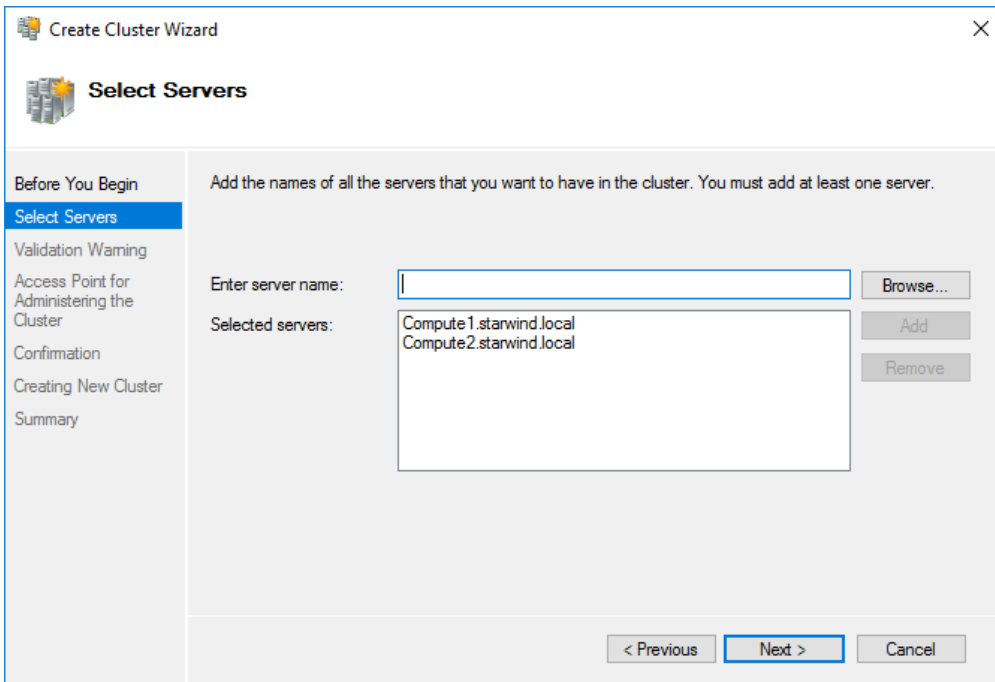 Create Cluster Wizard
Select Servers
Before You Begin
Select Servers
Validation Warning
Access Point for
Administering the
Cluster
Confirmation
Creating New Cluster
Summary
Add the names of all the servers that you want to have in the cluster. You must add at least one server.
Enter server name:
Browse...
Selected servers:
Compute1.starwind.local
Compute2.starwind.local
Add
Remove
< Previous
Next >
Cancel